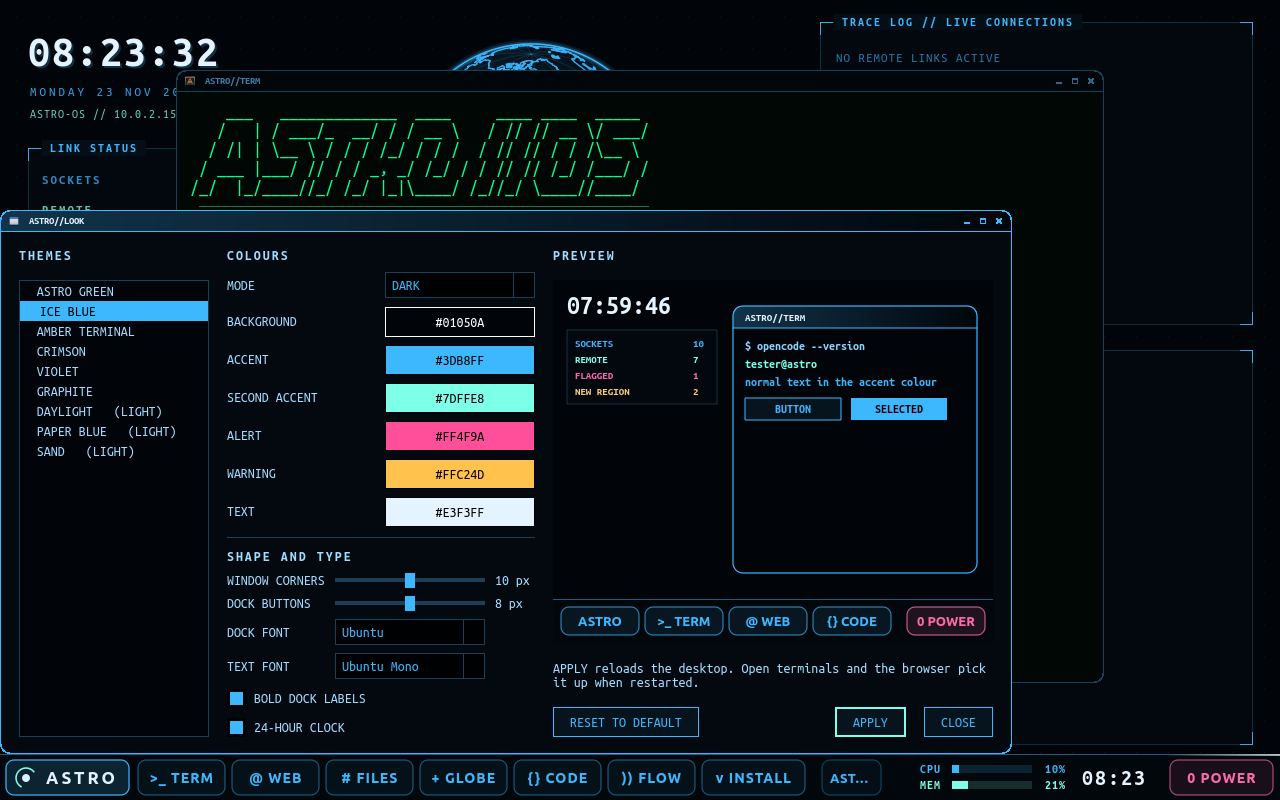 08:23:32
MONDAY 23 NOV 20
ASTRO-OS // 10.0.2.15
LINK STATUS
SOCKETS
REMOTE
TRACE LOG // LIVE CONNECTIONS
NO REMOTE LINKS ACTIVE
ASTRO//TERM
ASTRO//OS
ASTRO//LOOK
THEMES
ASTRO GREEN
ICE BLUE
AMBER TERMINAL
CRIMSON
VIOLET
GRAPHITE
DAYLIGHT (LIGHT)
PAPER BLUE (LIGHT)
SAND (LIGHT)
COLOURS
MODE DARK
BACKGROUND #01050A
ACCENT #3DB8FF
SECOND ACCENT #7DFFE8
ALERT #FF4F9A
WARNING #FFC24D
TEXT #E3F3FF
SHAPE AND TYPE
WINDOW CORNERS 10 px
DOCK BUTTONS 8 px
DOCK FONT Ubuntu
TEXT FONT Ubuntu Mono
BOLD DOCK LABELS
24-HOUR CLOCK
PREVIEW
07:59:46
SOCKETS 10
REMOTE 7
FLAGGED 1
NEW REGION 2
ASTRO//TERM
$ opencode --version
tester@astro
normal text in the accent colour
BUTTON SELECTED
ASTRO >_ TERM @ WEB {} CODE 0 POWER
APPLY reloads the desktop. Open terminals and the browser pick
it up when restarted.
RESET TO DEFAULT APPLY CLOSE
ASTRO >_ TERM @ WEB # FILES + GLOBE {} CODE )) FLOW v INSTALL AST... CPU 10% 08:23 0 POWER
MEM 21%